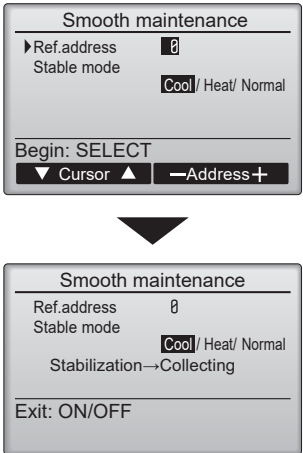 Smooth maintenance
▶Ref.address 0
Stable mode
Cool / Heat/ Normal
Begin: SELECT
▼ Cursor ▲ −Address+
Smooth maintenance
Ref.address 0
Stable mode
Cool / Heat/ Normal
Stabilization→Collecting
Exit: ON/OFF